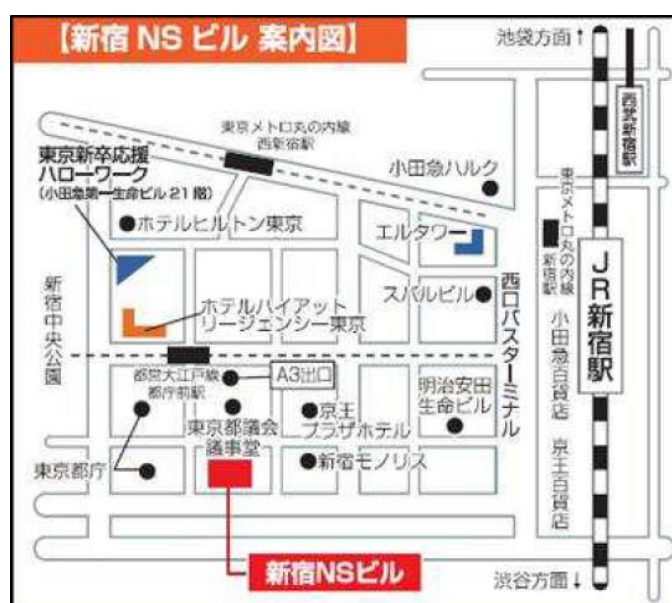 【新宿 NS ビル 案内図】
池袋方面↑
西武新宿駅
東京メトロ丸の内線
西新宿駅
東京新卒応援
ハローワーク
(小田急第一生命ビル21階)
小田急ハルク
ホテルヒルトン東京
エルタワー
東京メトロ丸の内線
新宿駅
JR新宿駅
新宿中央公園
スバルビル
ホテルハイアット
リージェンシー東京
西口バスターミナル
小田急百貨店
京王百貨店
都営大江戸線
都庁前駅
A3出口
明治安田
生命ビル
東京都議会
議事堂
京王
プラザホテル
東京都庁
新宿モノリス
新宿NSビル
渋谷方面↓